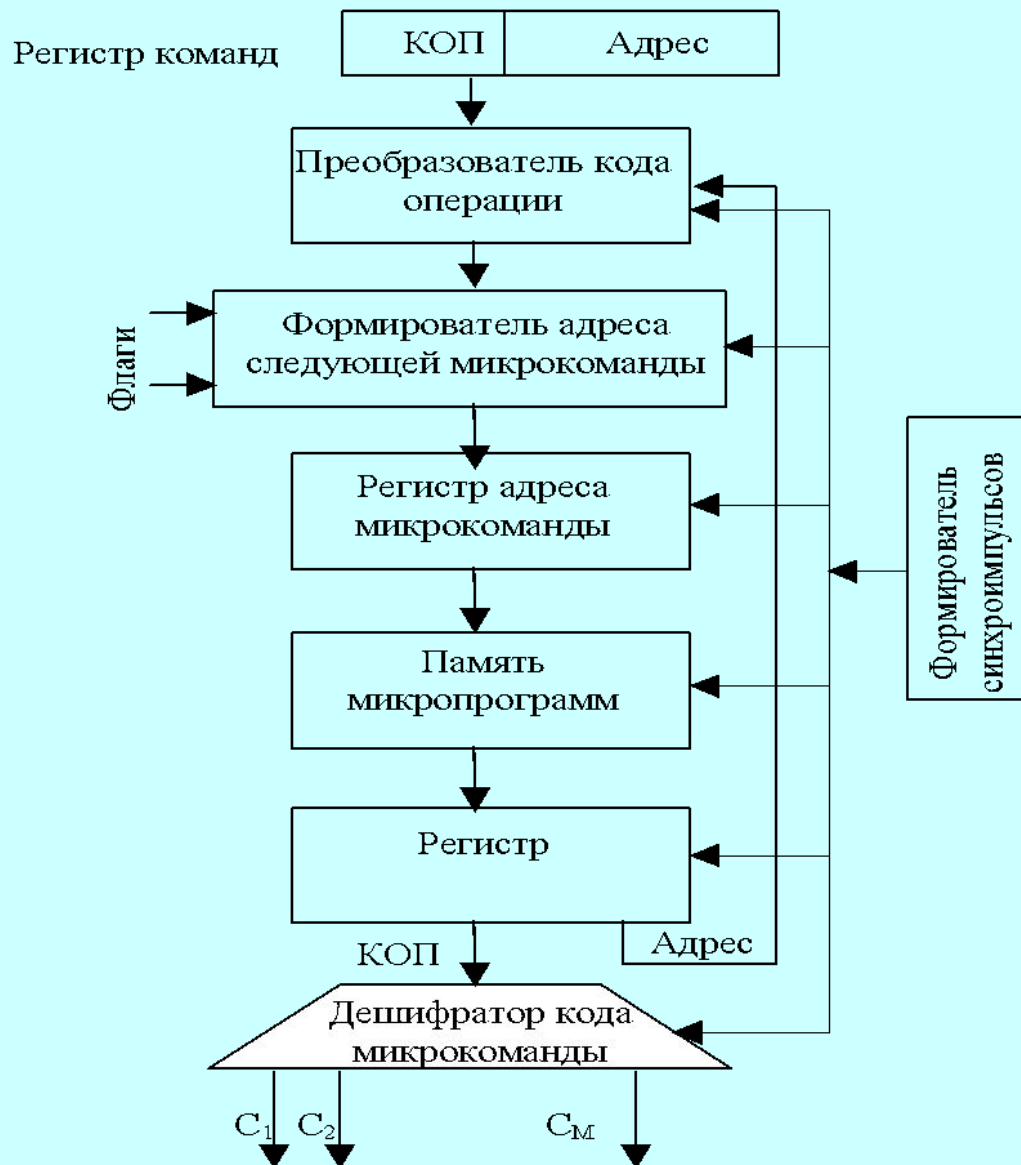 Регистр команд
КОП
Адрес
Преобразователь кода
операции
Флаги
Формирователь адреса
следующей микрокоманды
Регистр адреса
микрокоманды
Формирователь
синхроимпульсов
Память
микропрограмм
Регистр
КОП
Адрес
Дешифратор кода
микрокоманды
C1
C2
CM